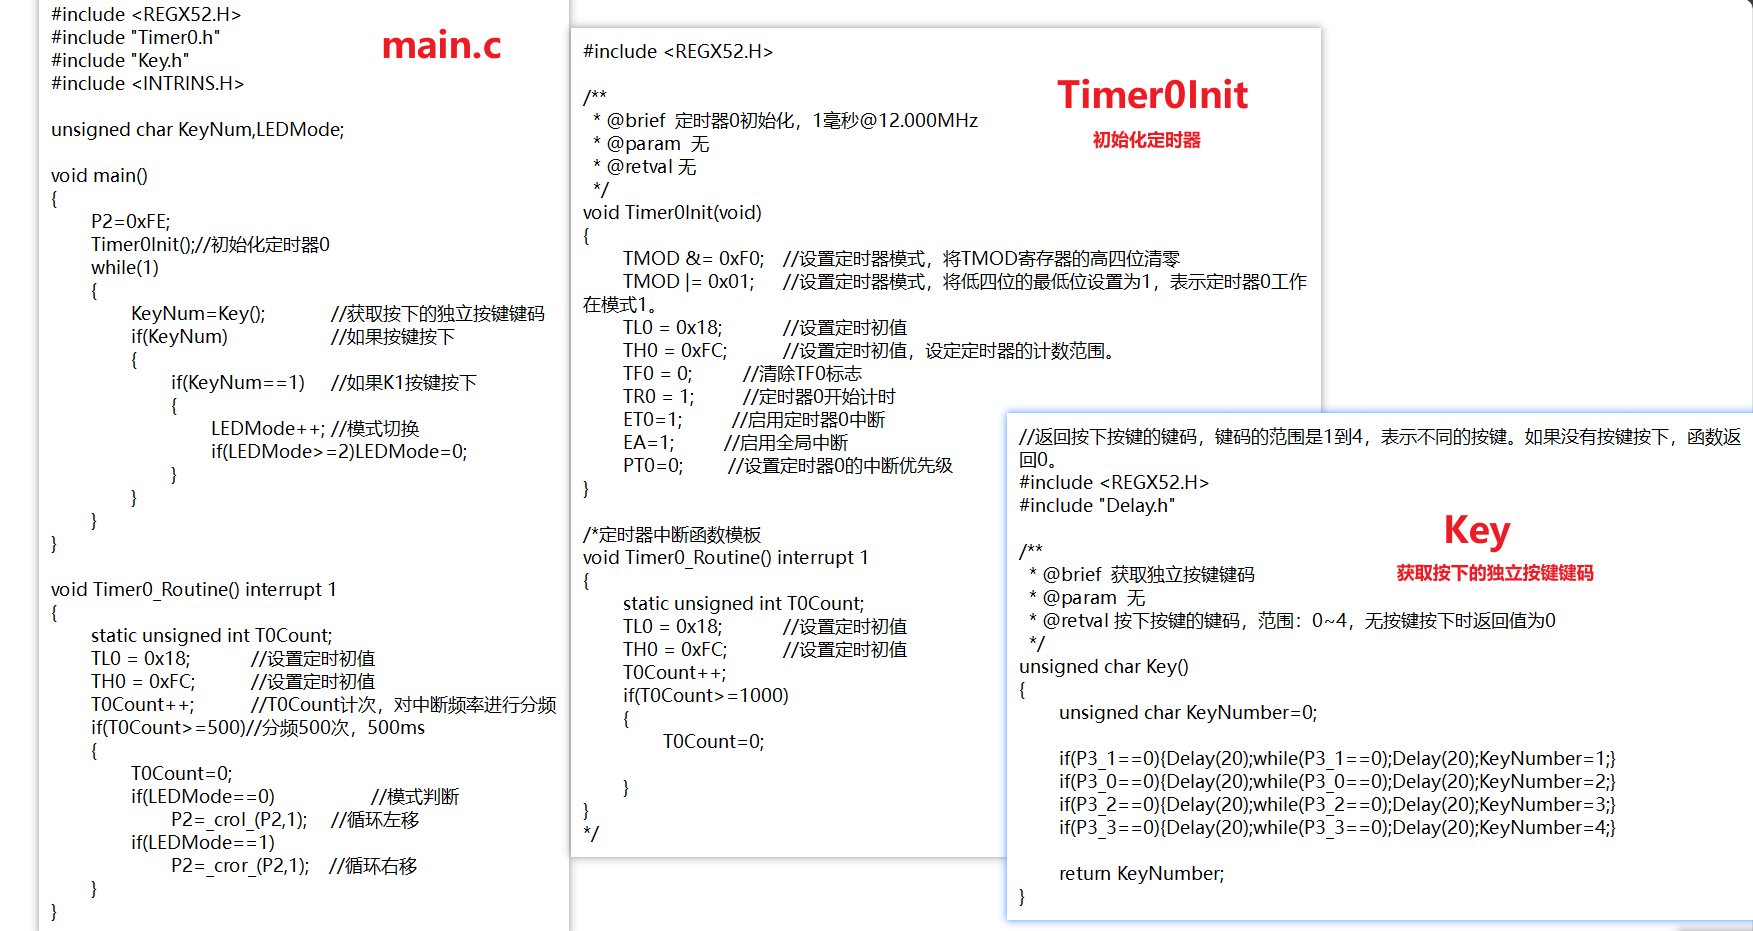 #include <REGX52.H>
#include "Timer0.h"
#include "Key.h"
#include <INTRINS.H>
main.c
unsigned char KeyNum,LEDMode;
void main()
{
P2=0xFE;
Timer0Init();//初始化定时器0
while(1)
{
KeyNum=Key(); //获取按下的独立按键键码
if(KeyNum) //如果按键按下
{
if(KeyNum==1) //如果K1按键按下
{
LEDMode++; //模式切换
if(LEDMode>=2)LEDMode=0;
}
}
}
}
void Timer0_Routine() interrupt 1
{
static unsigned int T0Count;
TL0 = 0x18; //设置定时初值
TH0 = 0xFC; //设置定时初值
T0Count++; //T0Count计次，对中断频率进行分频
if(T0Count>=500)//分频500次，500ms
{
T0Count=0;
if(LEDMode==0) //模式判断
P2=_crol_(P2,1); //循环左移
if(LEDMode==1)
P2=_cror_(P2,1); //循环右移
}
}
#include <REGX52.H>
Timer0Init
初始化定时器
/**
* @brief 定时器0初始化，1毫秒@12.000MHz
* @param 无
* @retval 无
*/
void Timer0Init(void)
{
TMOD &= 0xF0; //设置定时器模式，将TMOD寄存器的高四位清零
TMOD |= 0x01; //设置定时器模式，将低四位的最低位设置为1，表示定时器0工作
在模式1。
TL0 = 0x18; //设置定时初值
TH0 = 0xFC; //设置定时初值，设定定时器的计数范围。
TF0 = 0; //清除TF0标志
TR0 = 1; //定时器0开始计时
ET0=1; //启用定时器0中断
EA=1; //启用全局中断
PT0=0; //设置定时器0的中断优先级
}
/*定时器中断函数模板
void Timer0_Routine() interrupt 1
{
static unsigned int T0Count;
TL0 = 0x18; //设置定时初值
TH0 = 0xFC; //设置定时初值
T0Count++;
if(T0Count>=1000)
{
T0Count=0;
}
}
*/
//返回按下按键的键码，键码的范围是1到4，表示不同的按键。如果没有按键按下，函数返
回0。
#include <REGX52.H>
#include "Delay.h"
Key
获取按下的独立按键键码
/**
* @brief 获取独立按键键码
* @param 无
* @retval 按下按键的键码，范围：0~4，无按键按下时返回值为0
*/
unsigned char Key()
{
unsigned char KeyNumber=0;
if(P3_1==0){Delay(20);while(P3_1==0);Delay(20);KeyNumber=1;}
if(P3_0==0){Delay(20);while(P3_0==0);Delay(20);KeyNumber=2;}
if(P3_2==0){Delay(20);while(P3_2==0);Delay(20);KeyNumber=3;}
if(P3_3==0){Delay(20);while(P3_3==0);Delay(20);KeyNumber=4;}
return KeyNumber;
}